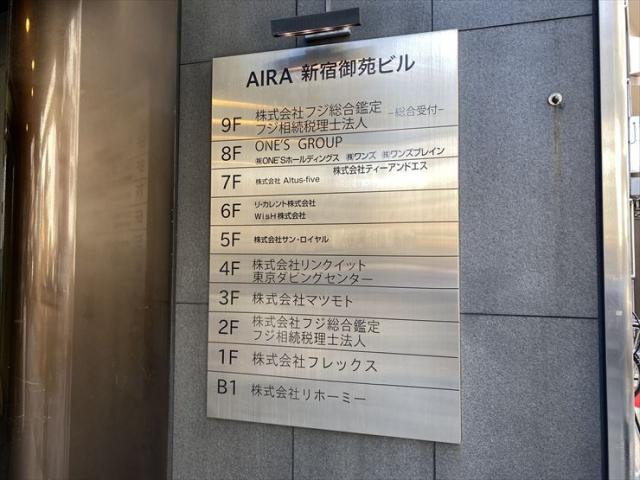 AIRA 新宿御苑ビル
9F 株式会社フジ総合鑑定 -総合受付-
フジ相続税理士法人
8F ONE'S GROUP
㈱ONE'Sホールディングス ㈱ワンズ ㈱ワンズブレイン
株式会社ティーアンドエス
7F 株式会社 Altus-five
6F リ・カレント株式会社
WisH 株式会社
5F 株式会社サン・ロイヤル
4F 株式会社リンクイット
東京ダビングセンター
3F 株式会社マツモト
2F 株式会社フジ総合鑑定
フジ相続税理士法人
1F 株式会社フレックス
B1 株式会社リホーミー